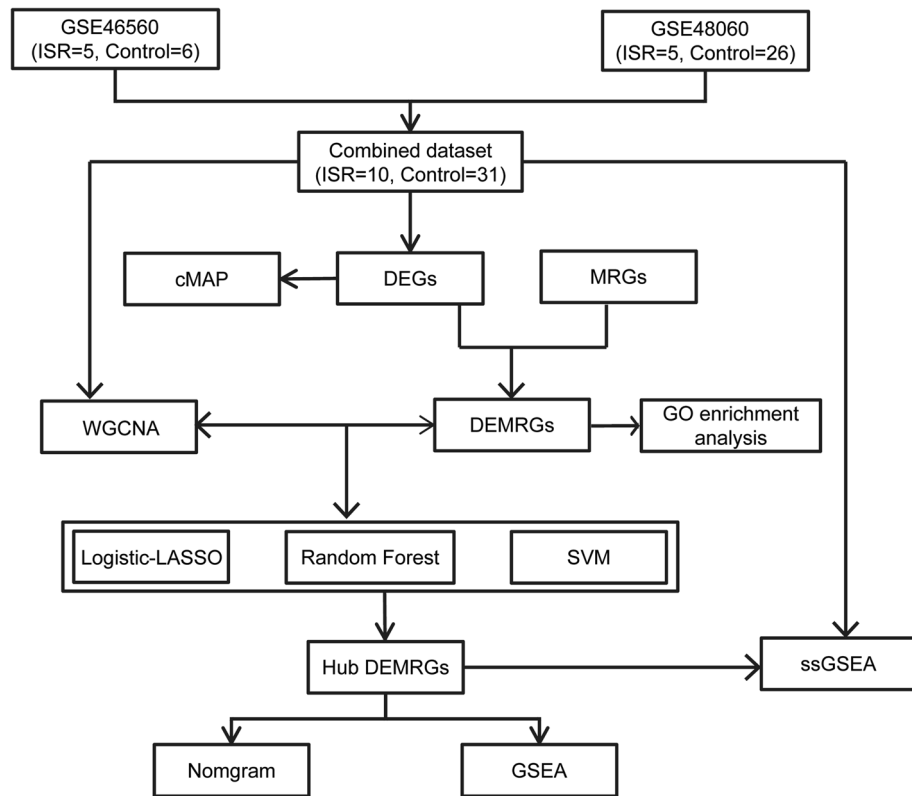 GSE46560
(ISR=5, Control=6)
GSE48060
(ISR=5, Control=26)
Combined dataset
(ISR=10, Control=31)
cMAP
DEGs
MRGs
WGCNA
DEMRGs
GO enrichment
analysis
Logistic-LASSO
Random Forest
SVM
Hub DEMRGs
ssGSEA
Nomgram
GSEA